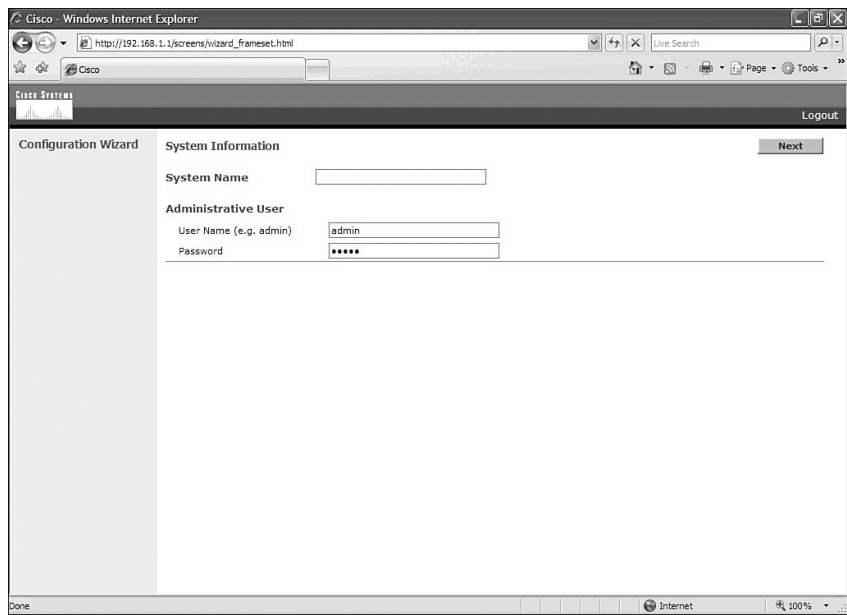 Cisco - Windows Internet Explorer
http://192.168.1.1/screens/wizard_frameset.html
Live Search
Cisco
Page
Tools
CISCO SYSTEMS
Logout
Configuration Wizard
System Information
Next
System Name
Administrative User
User Name (e.g. admin)
admin
Password
•••••
Done
Internet
100%